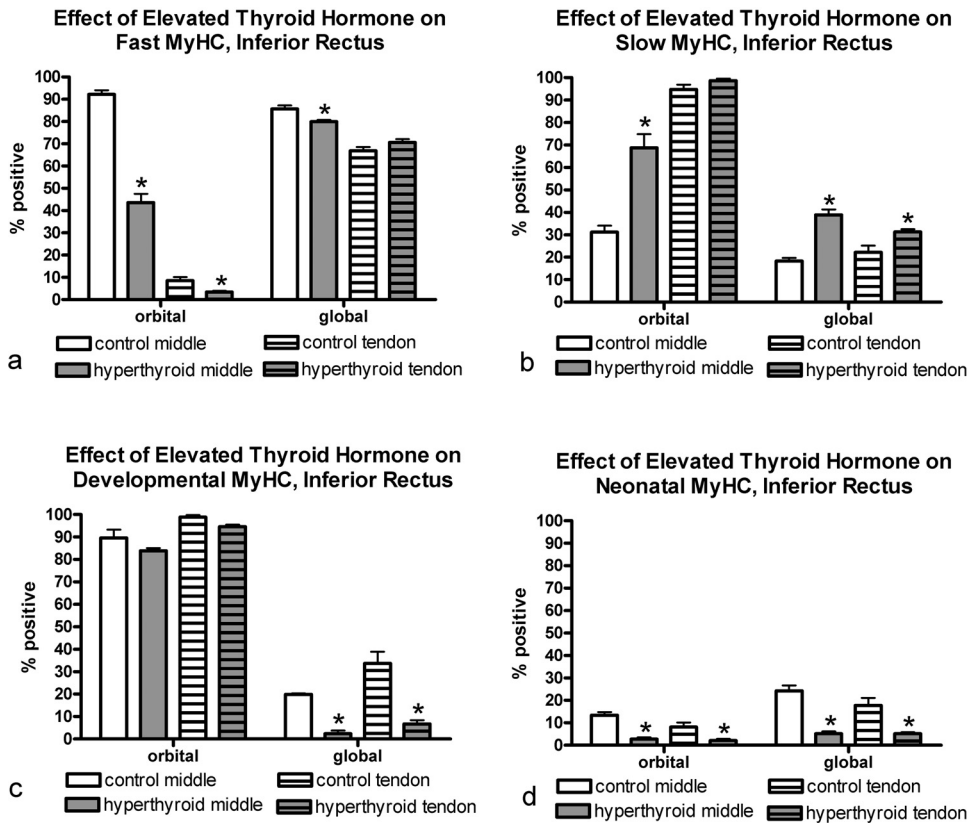 Effect of Elevated Thyroid Hormone on
Fast MyHC, Inferior Rectus
% positive
100
90
80
70
60
50
40
30
20
10
0
*
*
*
orbital
global
control middle
control tendon
hyperthyroid middle
hyperthyroid tendon
a
Effect of Elevated Thyroid Hormone on
Slow MyHC, Inferior Rectus
% positive
100
90
80
70
60
50
40
30
20
10
0
*
*
*
orbital
global
control middle
control tendon
hyperthyroid middle
hyperthyroid tendon
b
Effect of Elevated Thyroid Hormone on
Developmental MyHC, Inferior Rectus
% positive
100
90
80
70
60
50
40
30
20
10
0
*
*
orbital
global
control middle
control tendon
hyperthyroid middle
hyperthyroid tendon
c
Effect of Elevated Thyroid Hormone on
Neonatal MyHC, Inferior Rectus
% positive
100
90
80
70
60
50
40
30
20
10
0
*
*
*
*
orbital
global
control middle
control tendon
hyperthyroid middle
hyperthyroid tendon
d